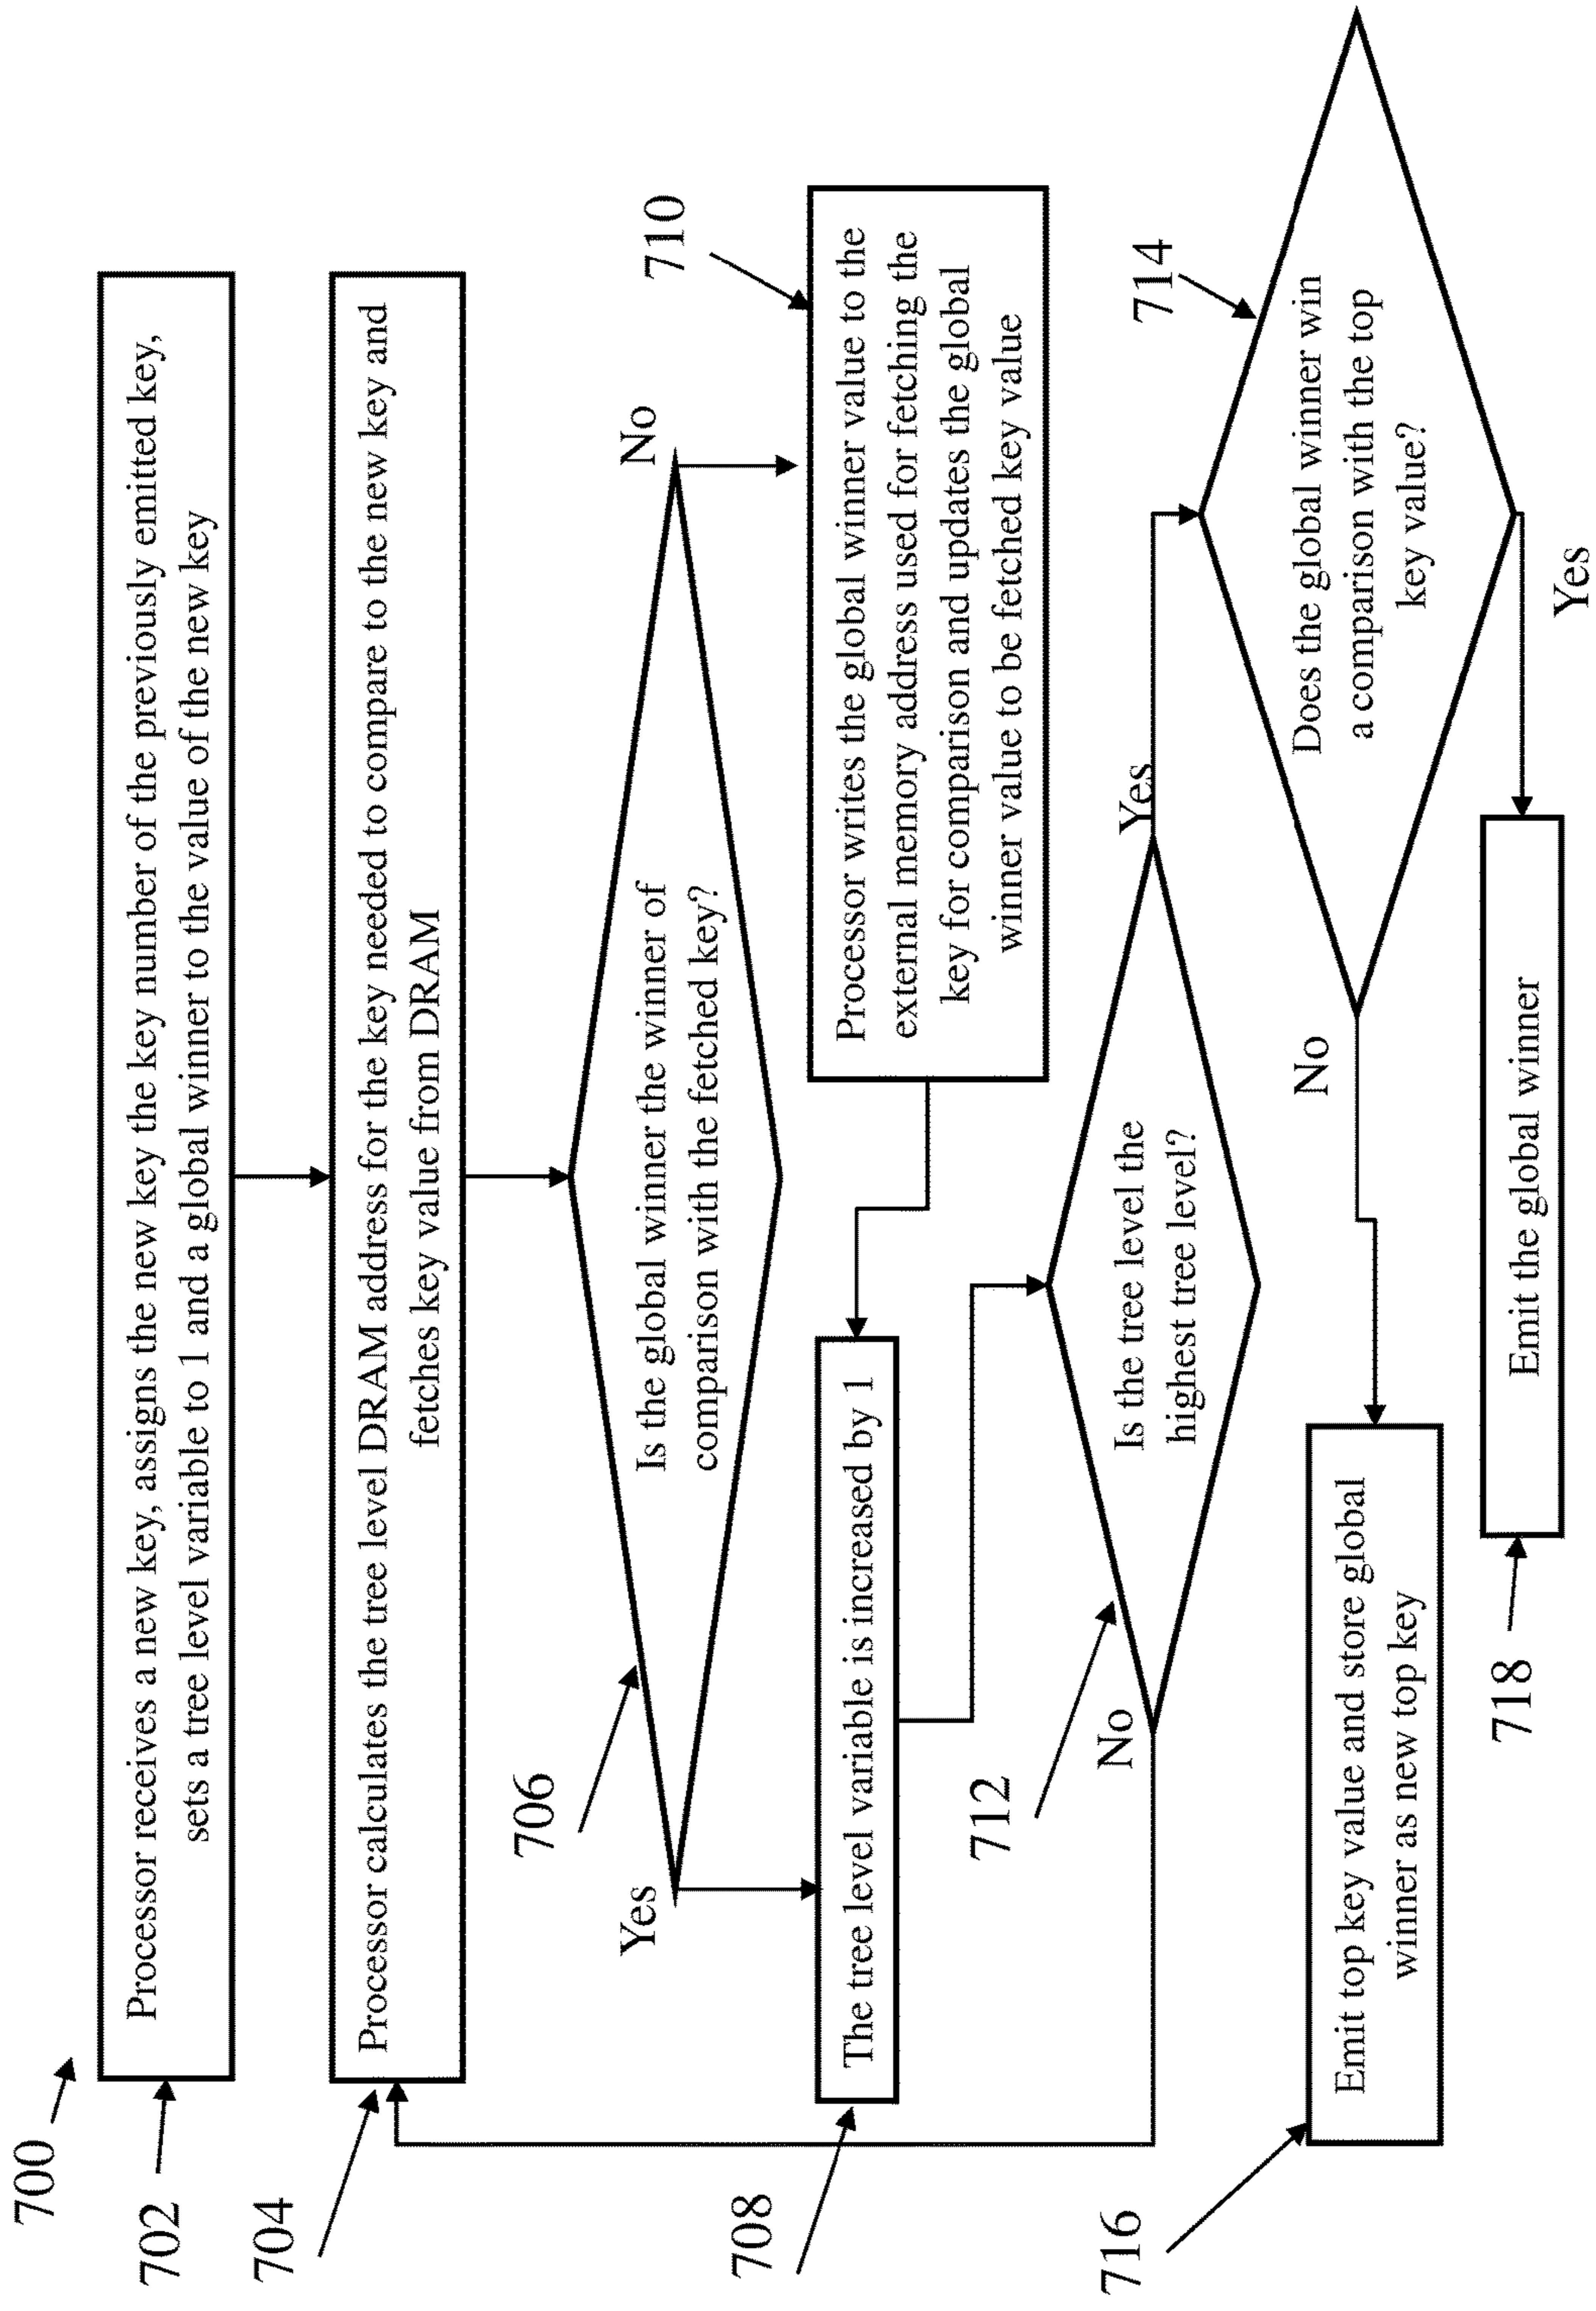 700
702
Processor receives a new key, assigns the new key the key number of the previously emitted key,
sets a tree level variable to 1 and a global winner to the value of the new key
704
Processor calculates the tree level DRAM address for the key needed to compare to the new key and
fetches key value from DRAM
706
Is the global winner the winner of
comparison with the fetched key?
Yes
No
710
708
The tree level variable is increased by 1
Processor writes the global winner value to the
external memory address used for fetching the
key for comparison and updates the global
winner value to be fetched key value
712
Is the tree level the
highest tree level?
No
Yes
714
Does the global winner win
a comparison with the top
key value?
No
Yes
716
Emit top key value and store global
winner as new top key
718
Emit the global winner